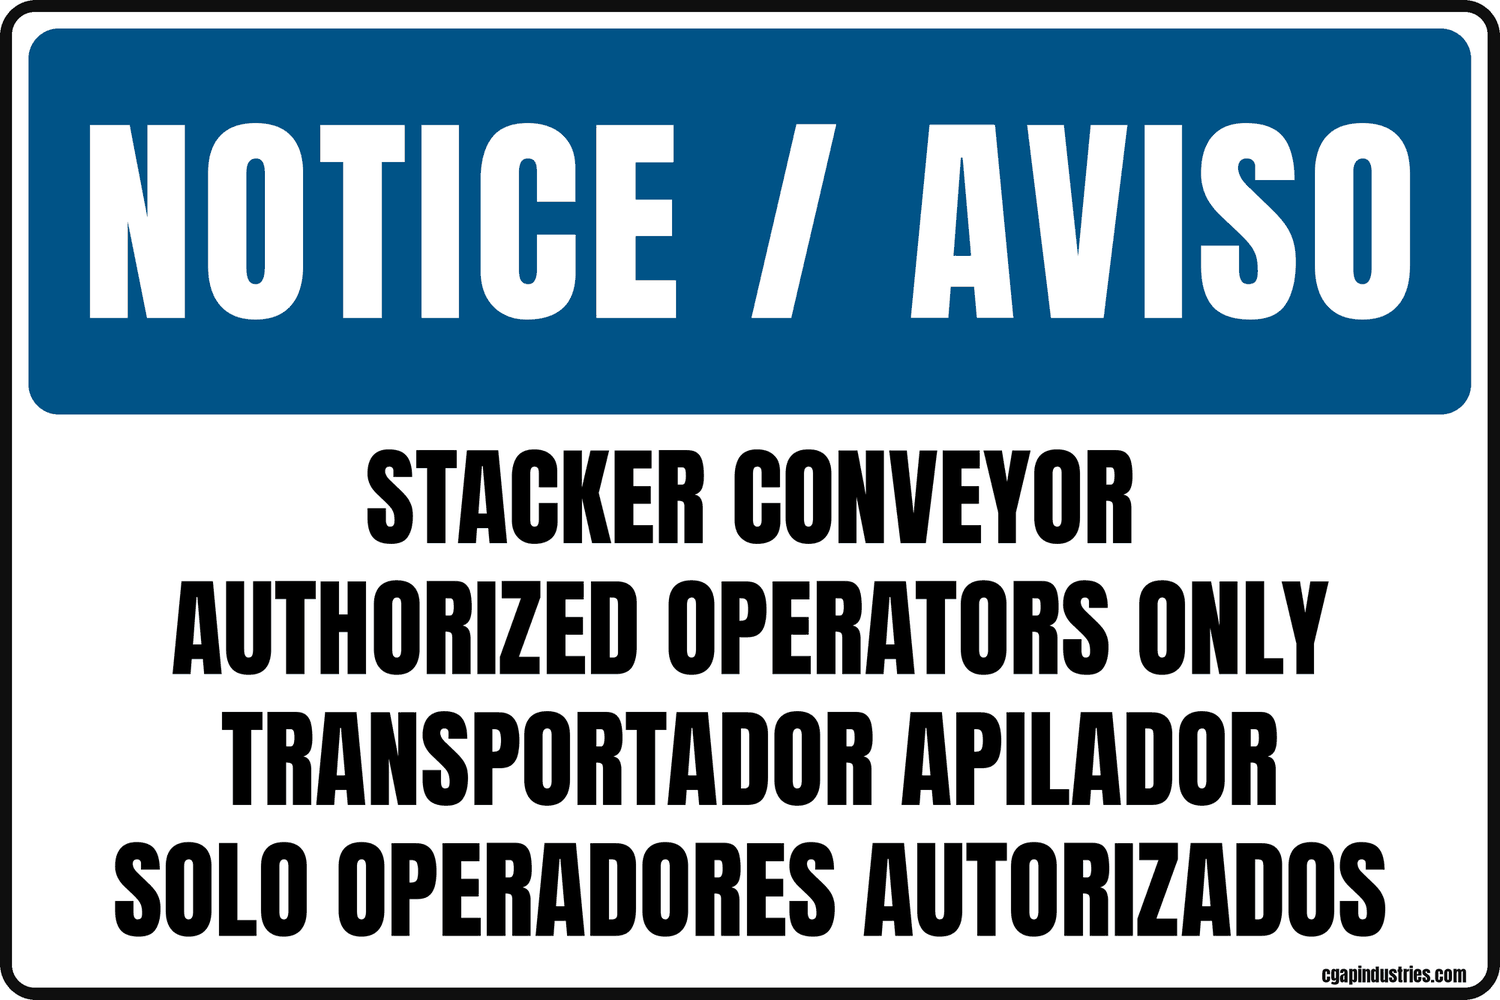 NOTICE / AVISO
STACKER CONVEYOR
AUTHORIZED OPERATORS ONLY
TRANSPORTADOR APILADOR
SOLO OPERADORES AUTORIZADOS
cgapindustries.com